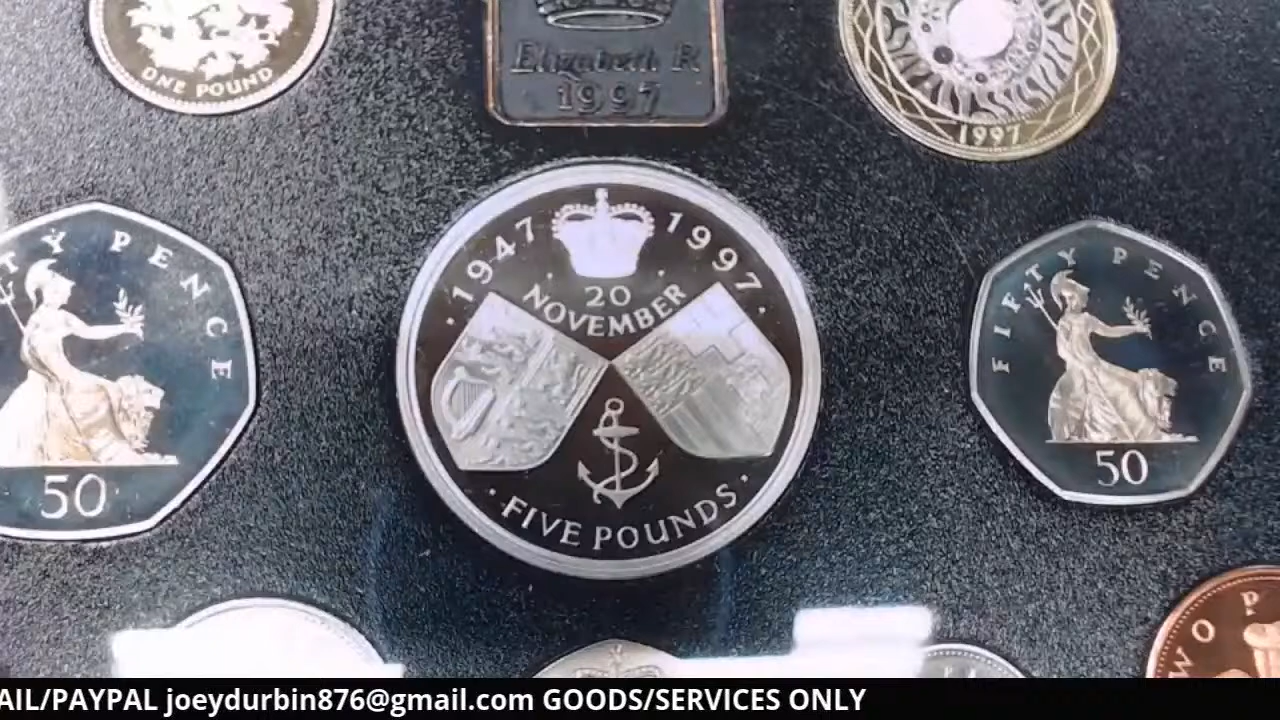 ONE POUND
Elizabeth R
1997
1997
1947 1997
20
NOVEMBER
FIVE POUNDS
TY PENCE
50
FIFTY PENCE
50
WO P
AIL/PAYPAL joeydurbin876@gmail.com GOODS/SERVICES ONLY